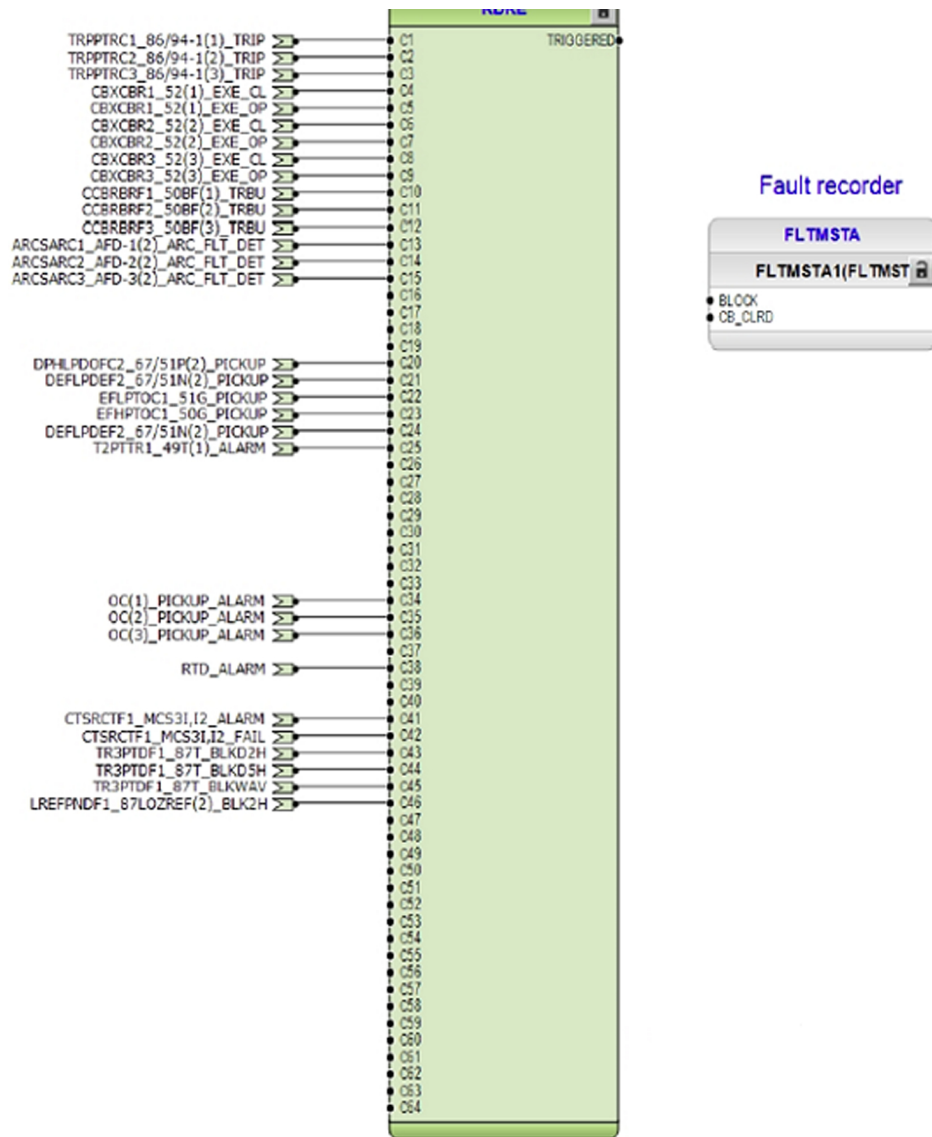 RDRE
TRPPTRC1_86/94-1(1)_TRIP C1 TRIGGERED
TRPPTRC2_86/94-1(2)_TRIP C2
TRPPTRC3_86/94-1(3)_TRIP C3
CBXCBR1_52(1)_EXE_CL C4
CBXCBR1_52(1)_EXE_OP C5
CBXCBR2_52(2)_EXE_CL C6
CBXCBR2_52(2)_EXE_OP C7
CBXCBR3_52(3)_EXE_CL C8
CBXCBR3_52(3)_EXE_OP C9
CCBRBRF1_50BF(1)_TRBU C10
CCBRBRF2_50BF(2)_TRBU C11
CCBRBRF3_50BF(3)_TRBU C12
ARCSARC1_AFD-1(2)_ARC_FLT_DET C13
ARCSARC2_AFD-2(2)_ARC_FLT_DET C14
ARCSARC3_AFD-3(2)_ARC_FLT_DET C15
C16
C17
C18
C19
DPHLPDOFC2_67/51P(2)_PICKUP C20
DEFLPDEF2_67/51N(2)_PICKUP C21
EFLPTOC1_51G_PICKUP C22
EFHPTOC1_50G_PICKUP C23
DEFLPDEF2_67/51N(2)_PICKUP C24
T2PTTR1_49T(1)_ALARM C25
C26
C27
C28
C29
C30
C31
C32
C33
OC(1)_PICKUP_ALARM C34
OC(2)_PICKUP_ALARM C35
OC(3)_PICKUP_ALARM C36
C37
RTD_ALARM C38
C39
C40
CTSRCTF1_MCS3I,I2_ALARM C41
CTSRCTF1_MCS3I,I2_FAIL C42
TR3PTDF1_87T_BLKD2H C43
TR3PTDF1_87T_BLKD5H C44
TR3PTDF1_87T_BLKWAV C45
LREFPNDF1_87LOZREF(2)_BLK2H C46
C47
C48
C49
C50
C51
C52
C53
C54
C55
C56
C57
C58
C59
C60
C61
C62
C63
C64
Fault recorder
FLTMSTA
FLTMSTA1(FLTMST
BLOCK
CB_CLRD